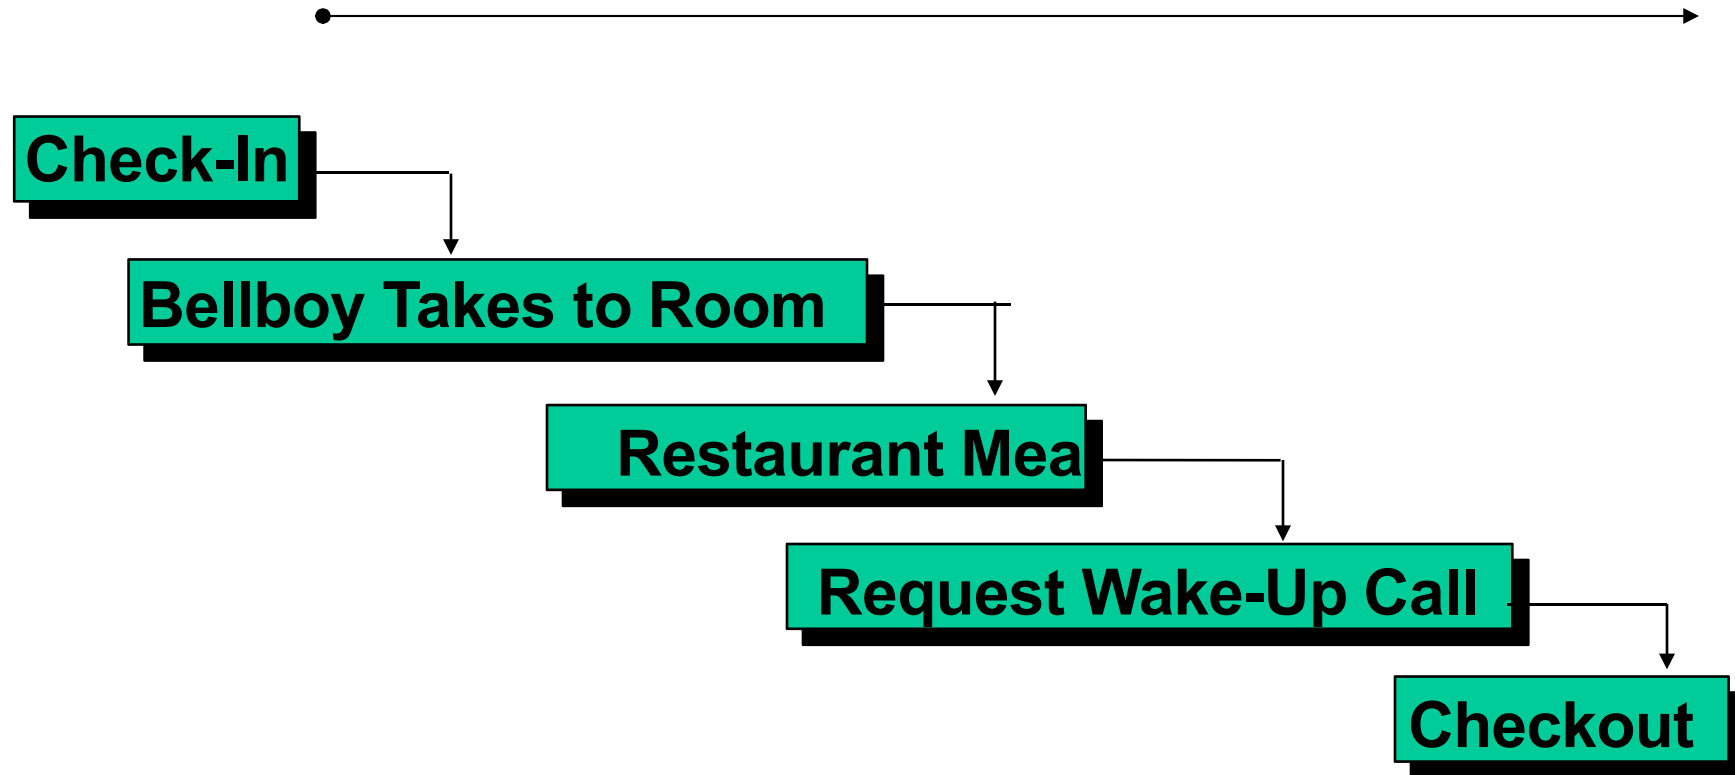 Check-In
Bellboy Takes to Room
Restaurant Mea
Request Wake-Up Call
Checkout